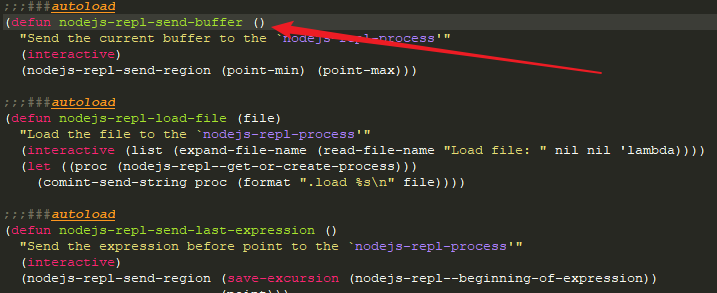 ;;;###autoload
(defun nodejs-repl-send-buffer ()
  "Send the current buffer to the `nodejs-repl-process'"
  (interactive)
  (nodejs-repl-send-region (point-min) (point-max)))

;;;###autoload
(defun nodejs-repl-load-file (file)
  "Load the file to the `nodejs-repl-process'"
  (interactive (list (expand-file-name (read-file-name "Load file: " nil nil 'lambda))))
  (let ((proc (nodejs-repl--get-or-create-process)))
    (comint-send-string proc (format ".load %s\n" file))))

;;;###autoload
(defun nodejs-repl-send-last-expression ()
  "Send the expression before point to the `nodejs-repl-process'"
  (interactive)
  (nodejs-repl-send-region (save-excursion (nodejs-repl--beginning-of-expression))
                           (point)))